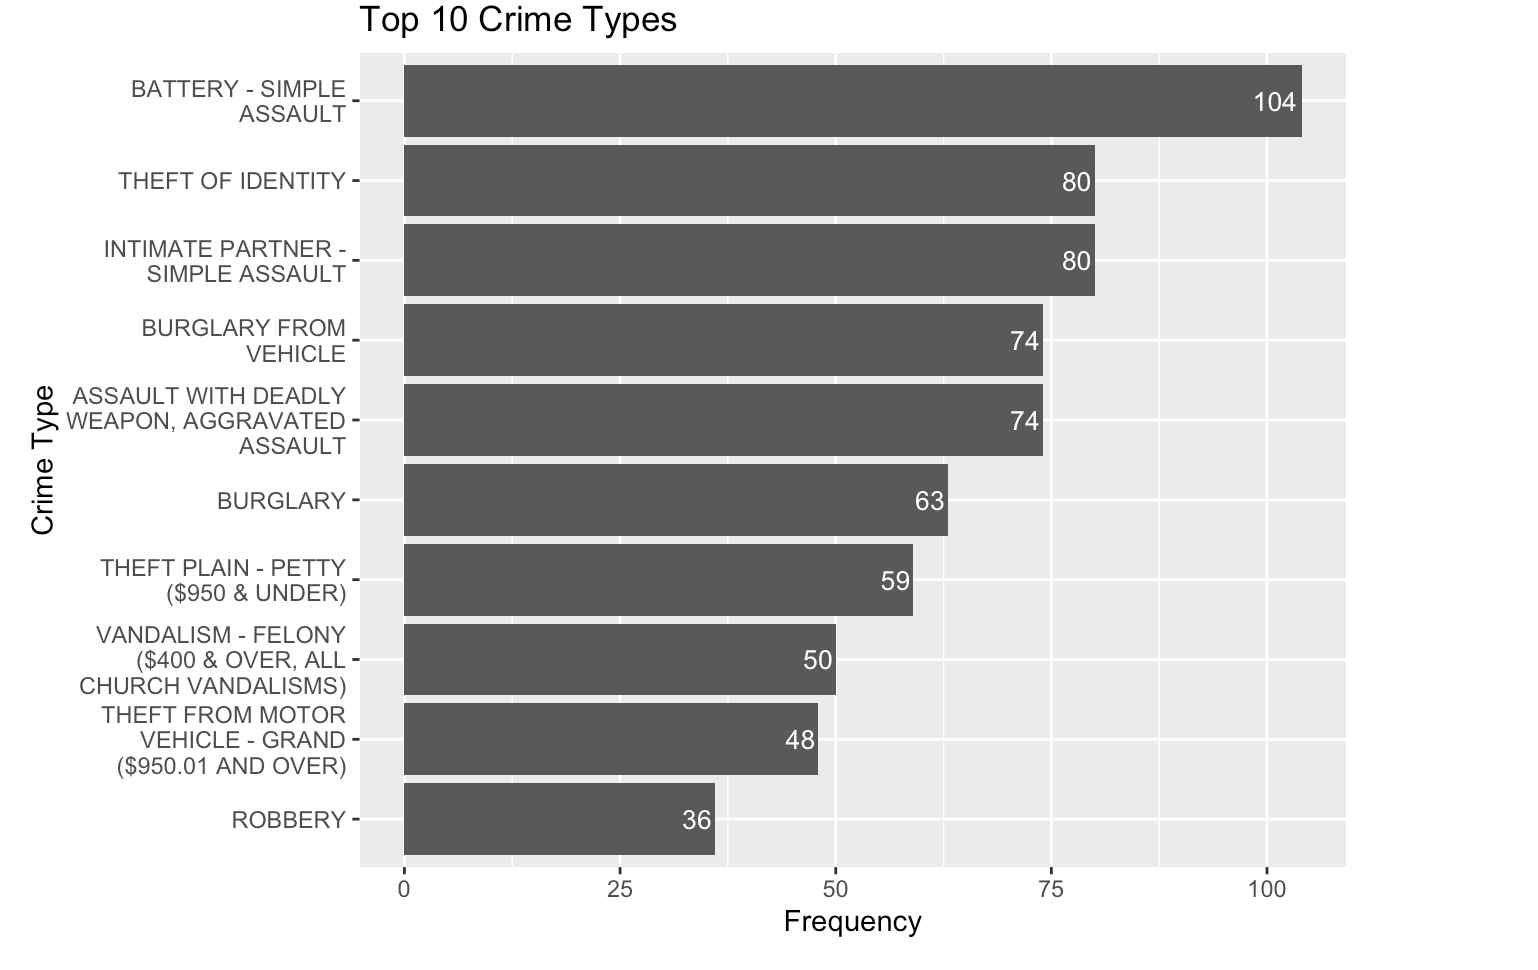 Top 10 Crime Types
Crime Type
BATTERY - SIMPLE
ASSAULT
104
THEFT OF IDENTITY
80
INTIMATE PARTNER -
SIMPLE ASSAULT
80
BURGLARY FROM
VEHICLE
74
ASSAULT WITH DEADLY
WEAPON, AGGRAVATED
ASSAULT
74
BURGLARY
63
THEFT PLAIN - PETTY
($950 & UNDER)
59
VANDALISM - FELONY
($400 & OVER, ALL
CHURCH VANDALISMS)
50
THEFT FROM MOTOR
VEHICLE - GRAND
($950.01 AND OVER)
48
ROBBERY
36
0 25 50 75 100
Frequency